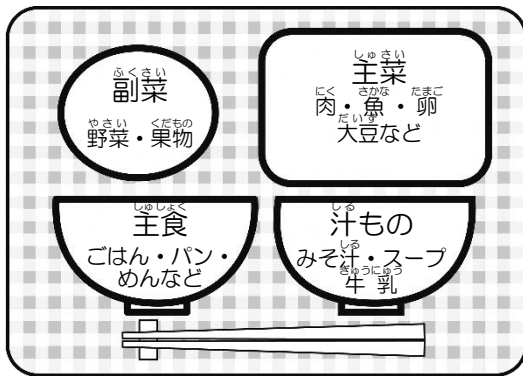 ふくさい
副菜
やさい くだもの
野菜・果物
しゅさい
主菜
にく さかな たまご
肉・魚・卵
だいず
大豆など
しゅしょく
主食
ごはん・パン・
めんなど
しる
汁もの
しる
みそ汁・スープ
ぎゅうにゅう
牛乳